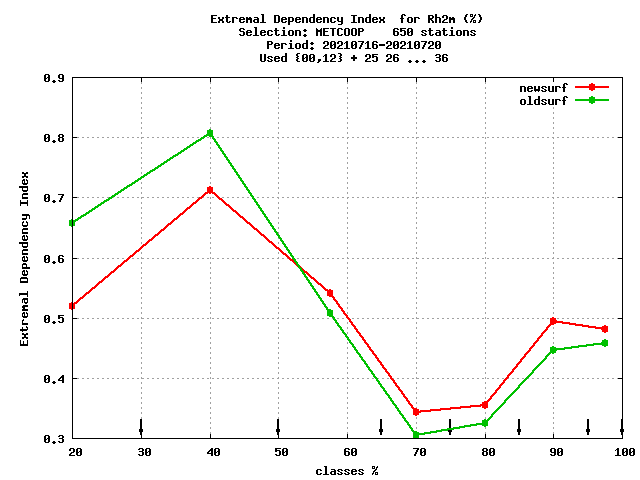 Extremal Dependency Index  for Rh2m (%)
Selection: METCOOP    650 stations
Period: 20210716-20210720
Used {00,12} + 25 26 ... 36
newsurf
oldsurf
0.9
0.8
0.7
0.6
0.5
0.4
0.3
Extremal Dependency Index
20 30 40 50 60 70 80 90 100
classes %